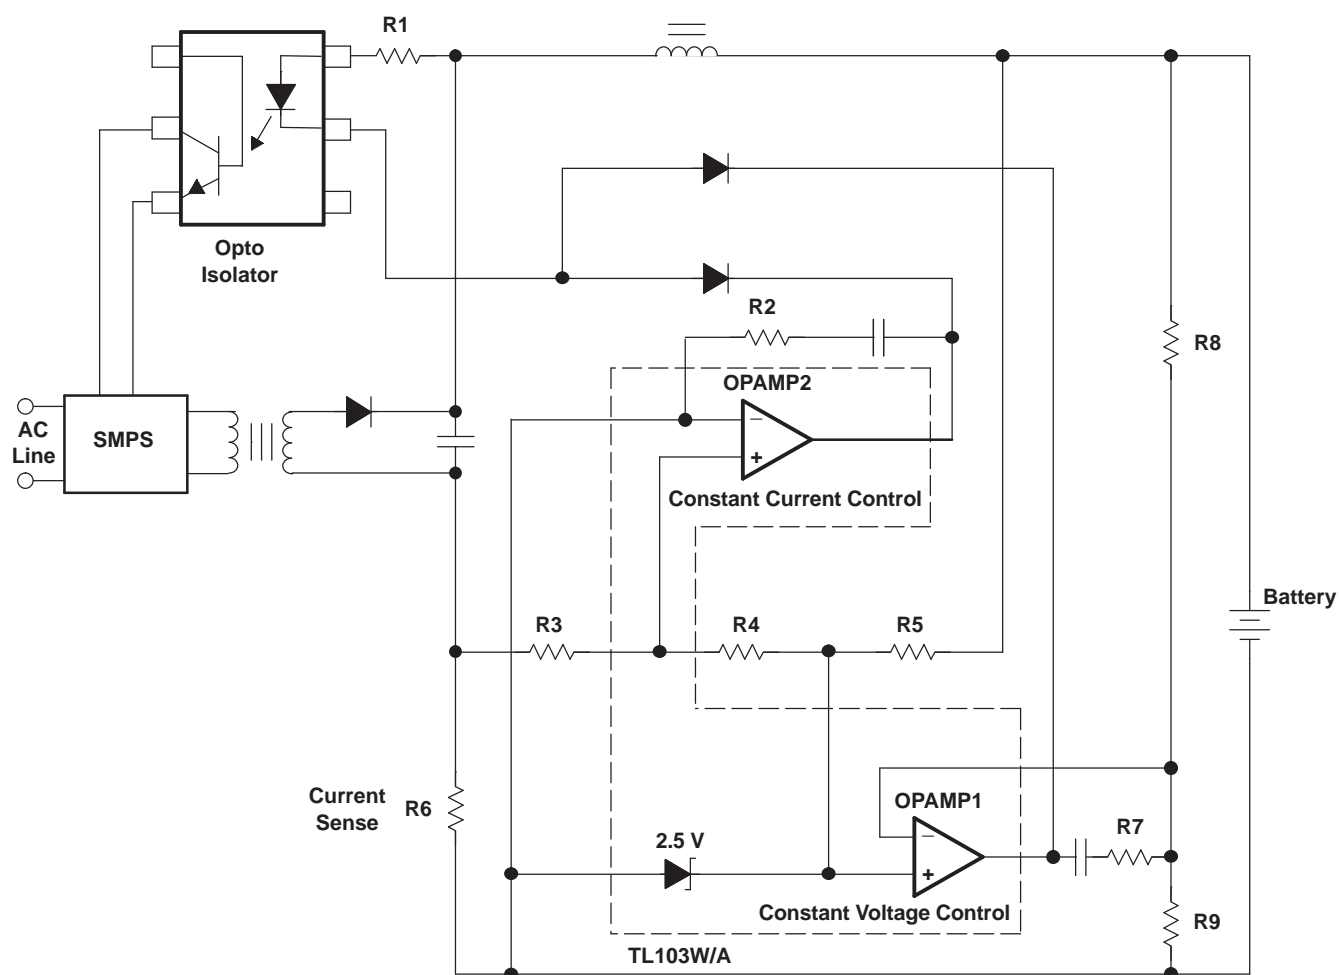 R1
Opto
Isolator
R2
R8
OPAMP2
−
+
AC
Line
SMPS
Constant Current Control
Battery
R3
R4
R5
Current
Sense
R6
OPAMP1
−
+
R7
2.5 V
Constant Voltage Control
R9
TL103W/A